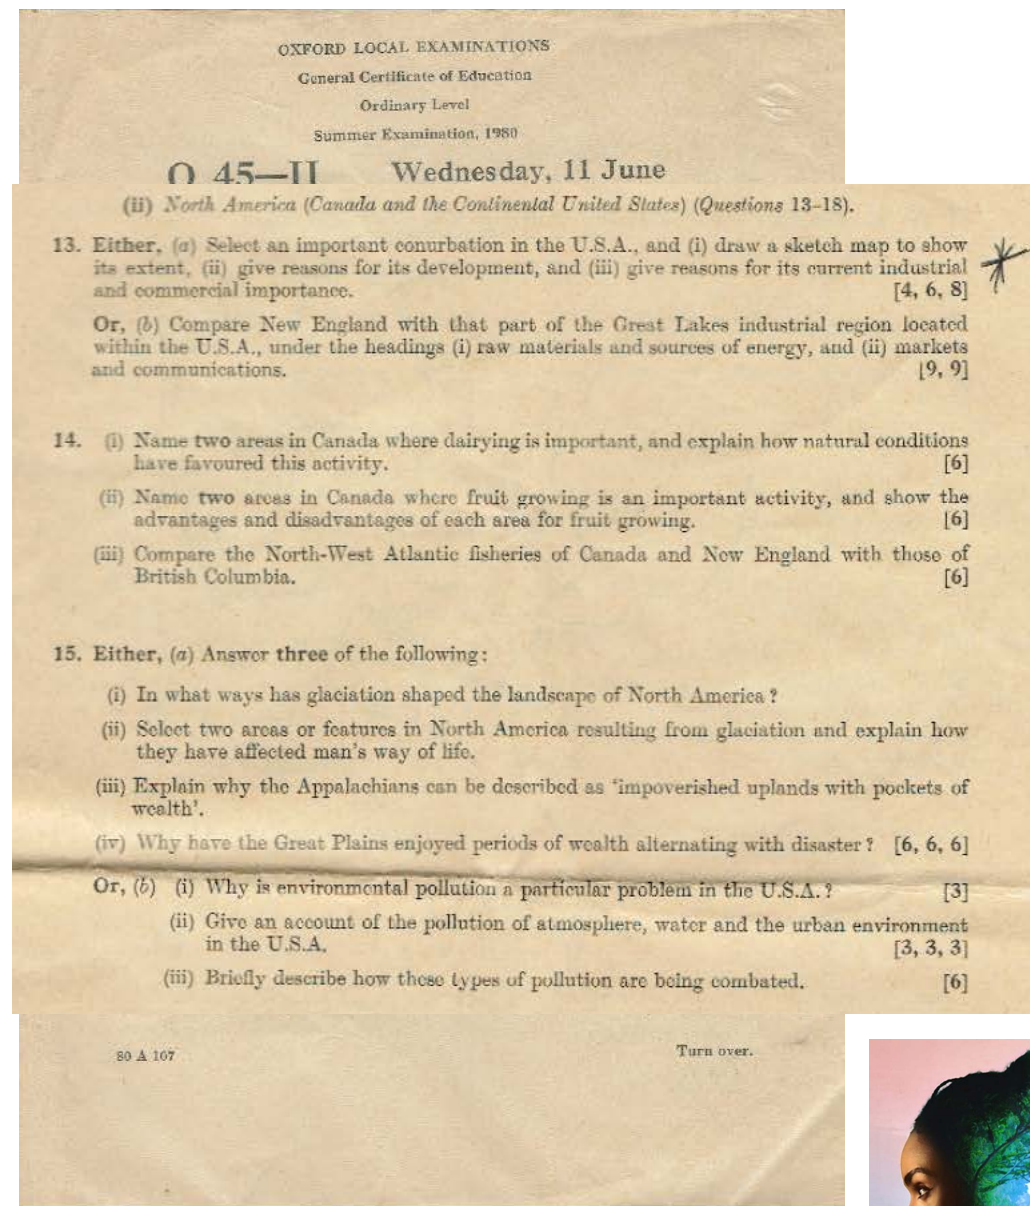 OXFORD LOCAL EXAMINATIONS
General Certificate of Education
Ordinary Level
Summer Examination, 1980
O 45—II Wednesday, 11 June
(ii) North America (Canada and the Continental United States) (Questions 13–18).
13. Either, (a) Select an important conurbation in the U.S.A., and (i) draw a sketch map to show
its extent, (ii) give reasons for its development, and (iii) give reasons for its current industrial
and commercial importance. [4, 6, 8]
Or, (b) Compare New England with that part of the Great Lakes industrial region located
within the U.S.A., under the headings (i) raw materials and sources of energy, and (ii) markets
and communications. [9, 9]
14. (i) Name two areas in Canada where dairying is important, and explain how natural conditions
have favoured this activity. [6]
(ii) Name two areas in Canada where fruit growing is an important activity, and show the
advantages and disadvantages of each area for fruit growing. [6]
(iii) Compare the North-West Atlantic fisheries of Canada and New England with those of
British Columbia. [6]
15. Either, (a) Answer three of the following:
(i) In what ways has glaciation shaped the landscape of North America?
(ii) Select two areas or features in North America resulting from glaciation and explain how
they have affected man's way of life.
(iii) Explain why the Appalachians can be described as 'impoverished uplands with pockets of
wealth'.
(iv) Why have the Great Plains enjoyed periods of wealth alternating with disaster? [6, 6, 6]
Or, (b) (i) Why is environmental pollution a particular problem in the U.S.A.? [3]
(ii) Give an account of the pollution of atmosphere, water and the urban environment
in the U.S.A. [3, 3, 3]
(iii) Briefly describe how these types of pollution are being combated. [6]
80 A 107 Turn over.